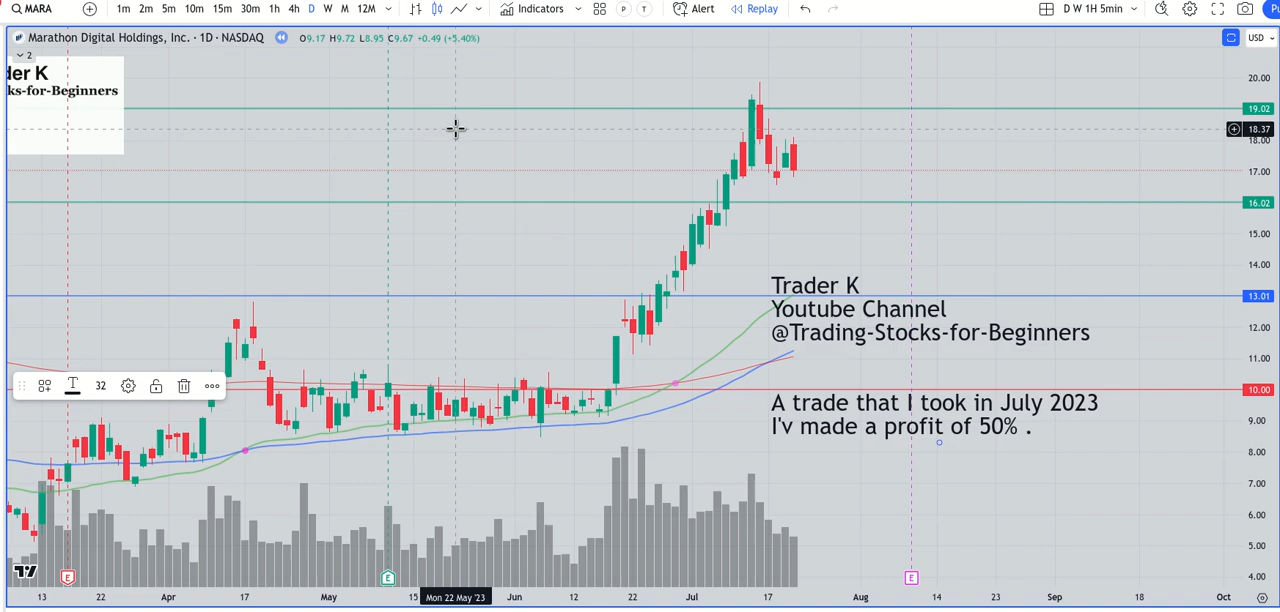 MARA 1m 2m 5m 10m 15m 30m 1h 4h D W M 12M Indicators P T Alert Replay D W 1H 5min Pu
Marathon Digital Holdings, Inc. · 1D · NASDAQ O9.17 H9.72 L8.95 C9.67 +0.49 (+5.40%) USD
2
der K
ks-for-Beginners
20.00
19.02
18.37
18.00
17.00
16.02
15.00
14.00
13.01
12.00
11.00
10.00
9.00
8.00
7.00
6.00
5.00
4.00
Trader K
Youtube Channel
@Trading-Stocks-for-Beginners
T 32
A trade that I took in July 2023
I'v made a profit of 50% .
E E E
13 22 Apr 17 May 15 Mon 22 May '23 Jun 12 22 Jul 17 Aug 14 23 Sep 18 Oct